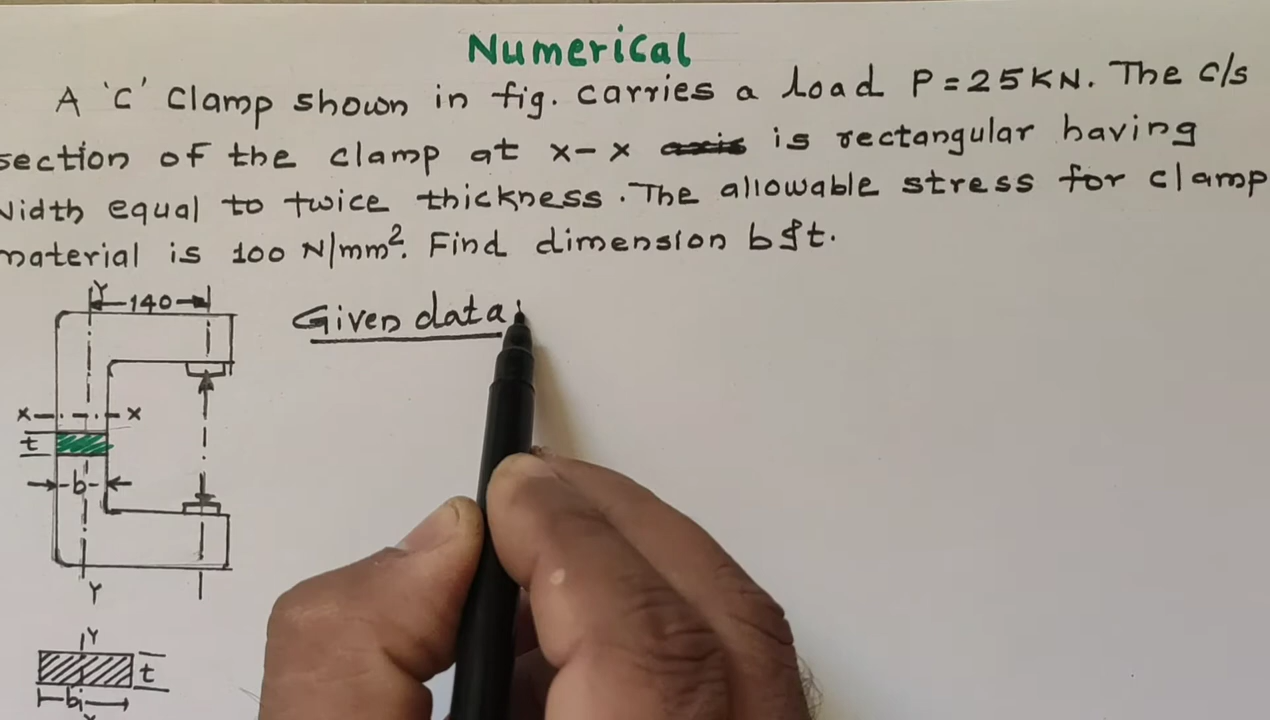 Numerical
A 'C' Clamp shown in fig. carries a load P=25KN. The c/s
section of the clamp at x-x axis is rectangular having
Width equal to twice thickness. The allowable stress for clamp
material is 100 N/mm². Find dimension b&t.
Y
140
Given data
x x
t
b
Y
Y
t
b